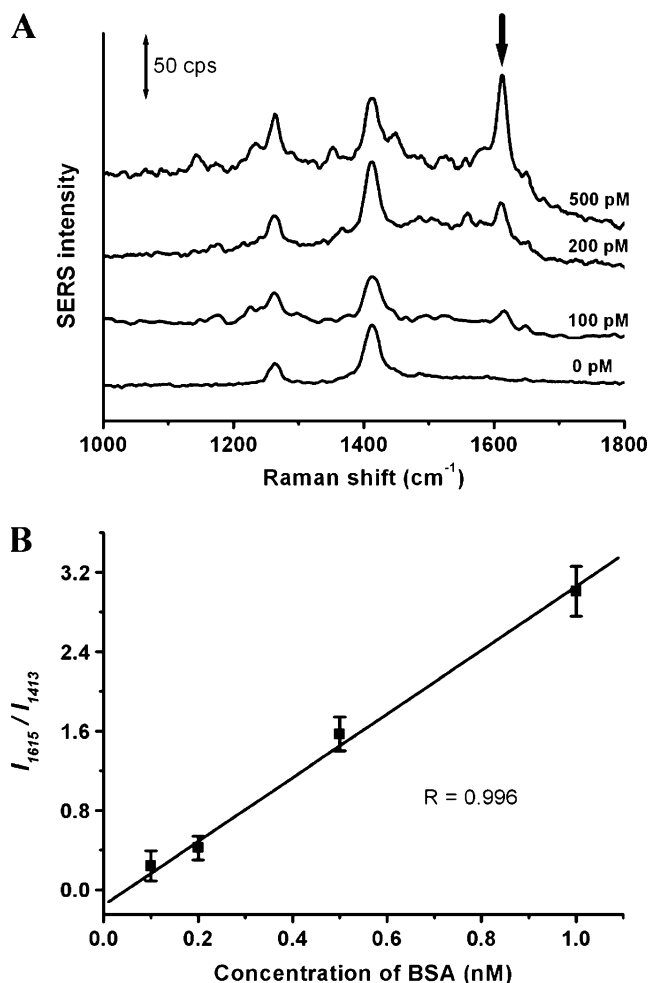 A
50 cps
SERS intensity
500 pM
200 pM
100 pM
0 pM
1000 1200 1400 1600 1800
Raman shift (cm⁻¹)
B
3.2
2.4
1.6
0.8
0.0
I₁₆₁₅ / I₁₄₁₃
R = 0.996
0.0 0.2 0.4 0.6 0.8 1.0
Concentration of BSA (nM)